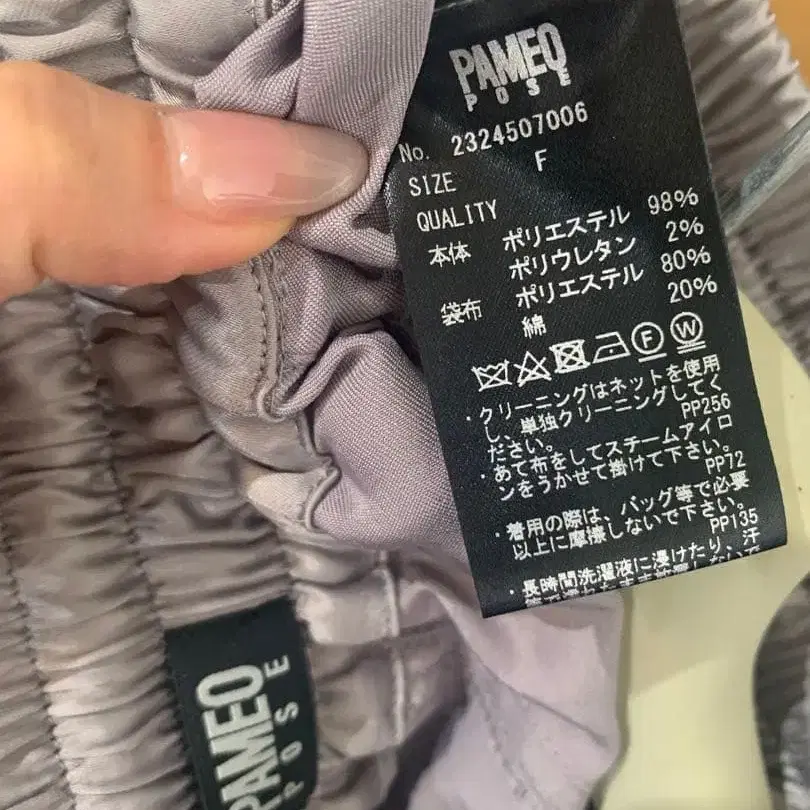 PAMEO
POSE
No. 2324507006
SIZE F
QUALITY
本体 ポリエステル 98%
ポリウレタン 2%
袋布 ポリエステル 80%
綿 20%
F W
・クリーニングはネットを使用
し、単独クリーニングしてく
ださい。 PP256
・あて布をしてスチームアイロ
ンをうかせて掛けて下さい。
PP72
・着用の際は、バッグ等で必要
以上に摩擦しないで下さい。
PP135
・長時間洗濯液に浸けたり、汗
PAMEO
POSE